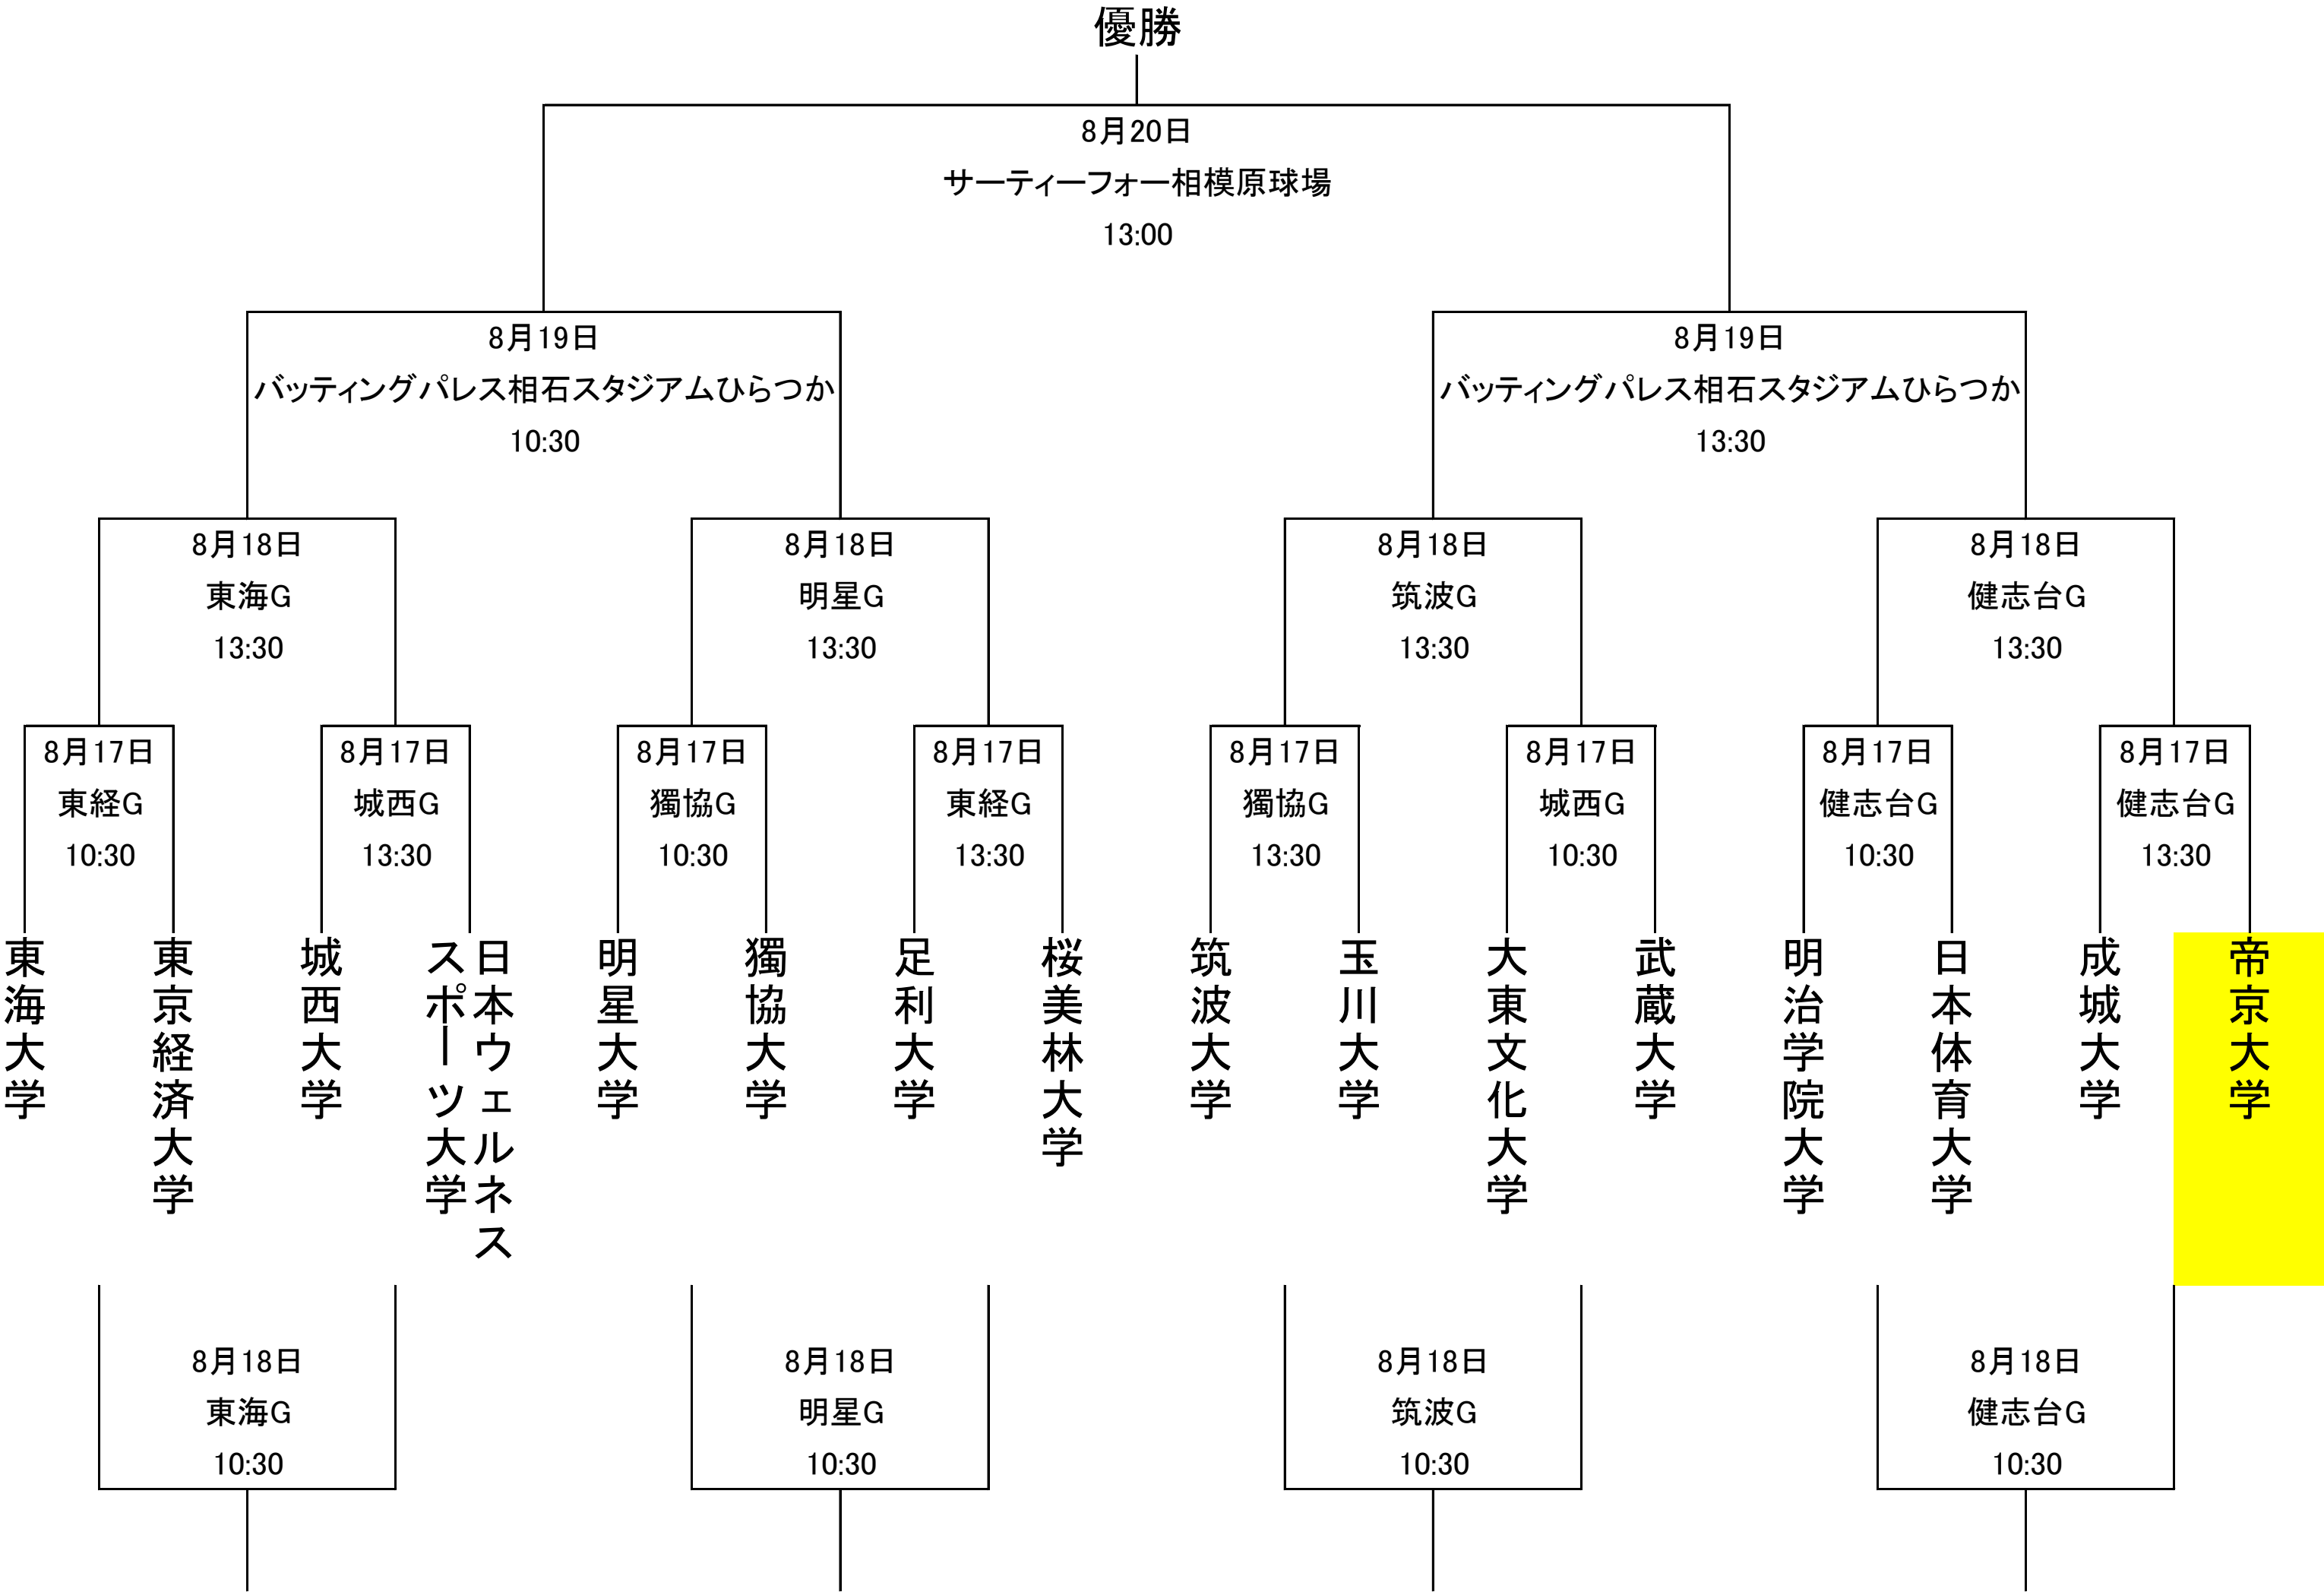 優勝
8月20日
サーティーフォー相模原球場
13:00
8月19日
バッティングパレス相石スタジアムひらつか
10:30
8月19日
バッティングパレス相石スタジアムひらつか
13:30
8月18日
東海G
13:30
8月18日
明星G
13:30
8月18日
筑波G
13:30
8月18日
健志台G
13:30
8月17日
東経G
10:30
8月17日
城西G
13:30
8月17日
獨協G
10:30
8月17日
東経G
13:30
8月17日
獨協G
13:30
8月17日
城西G
10:30
8月17日
健志台G
10:30
8月17日
健志台G
13:30
東海大学
東京経済大学
城西大学
日本ウェルネス
スポーツ大学
明星大学
獨協大学
足利大学
桜美林大学
筑波大学
玉川大学
大東文化大学
武蔵大学
明治学院大学
日本体育大学
成城大学
帝京大学
8月18日
東海G
10:30
8月18日
明星G
10:30
8月18日
筑波G
10:30
8月18日
健志台G
10:30